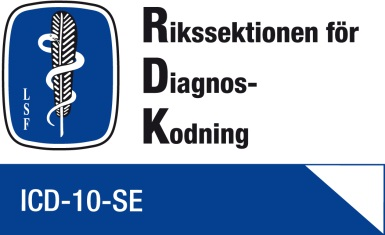 LSF
Rikssektionen för
Diagnos-
Kodning
ICD-10-SE